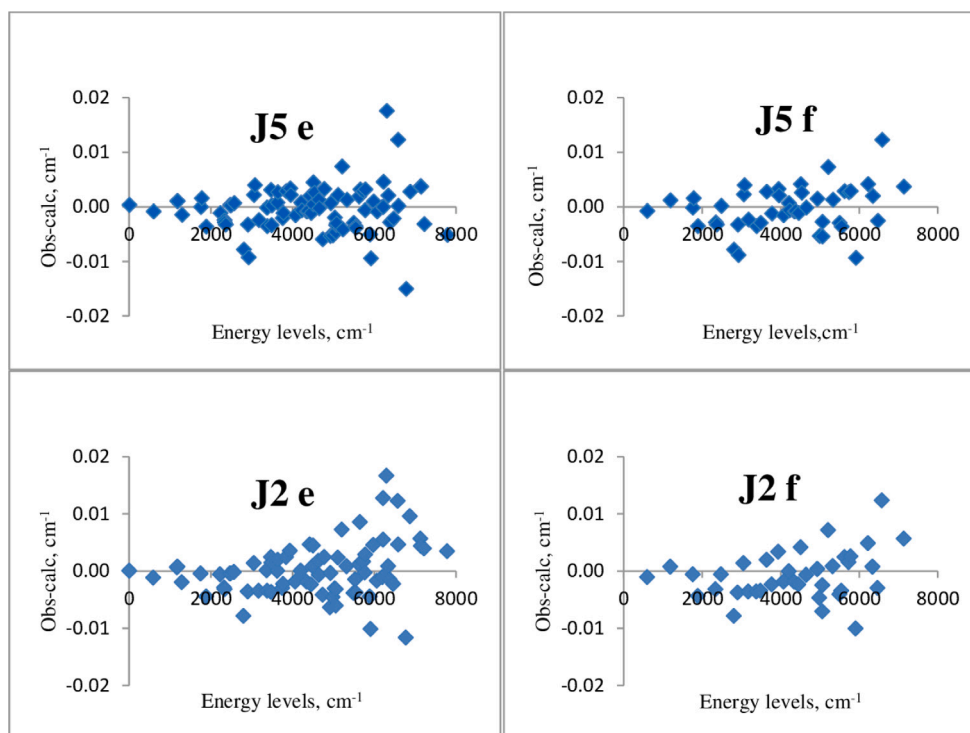 J5 e
0.02
0.01
0.00
-0.01
-0.02
0 2000 4000 6000 8000
Obs-calc, cm-1
Energy levels, cm-1
J5 f
0.02
0.01
0.00
-0.01
-0.02
0 2000 4000 6000 8000
Obs-calc, cm-1
Energy levels,cm-1
J2 e
0.02
0.01
0.00
-0.01
-0.02
0 2000 4000 6000 8000
Obs-calc, cm-1
Energy levels, cm-1
J2 f
0.02
0.01
0.00
-0.01
-0.02
0 2000 4000 6000 8000
Obs-calc, cm-1
Energy levels, cm-1